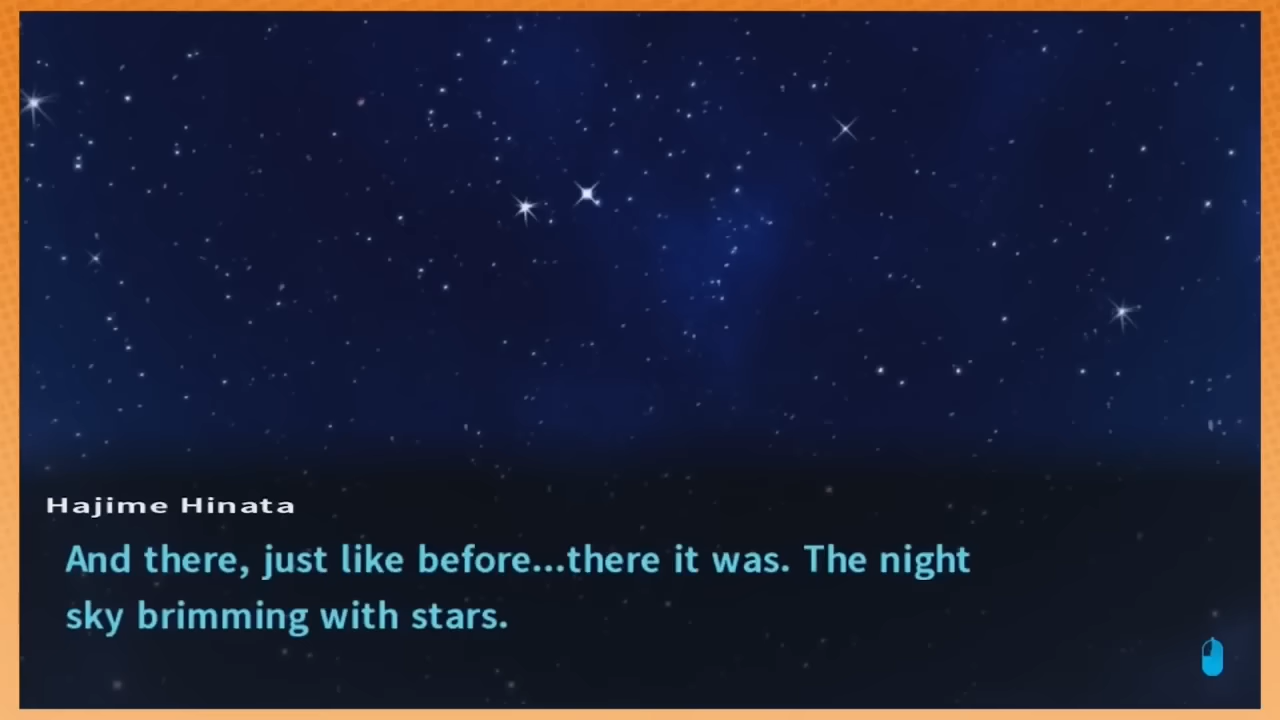 Hajime Hinata
And there, just like before...there it was. The night
sky brimming with stars.